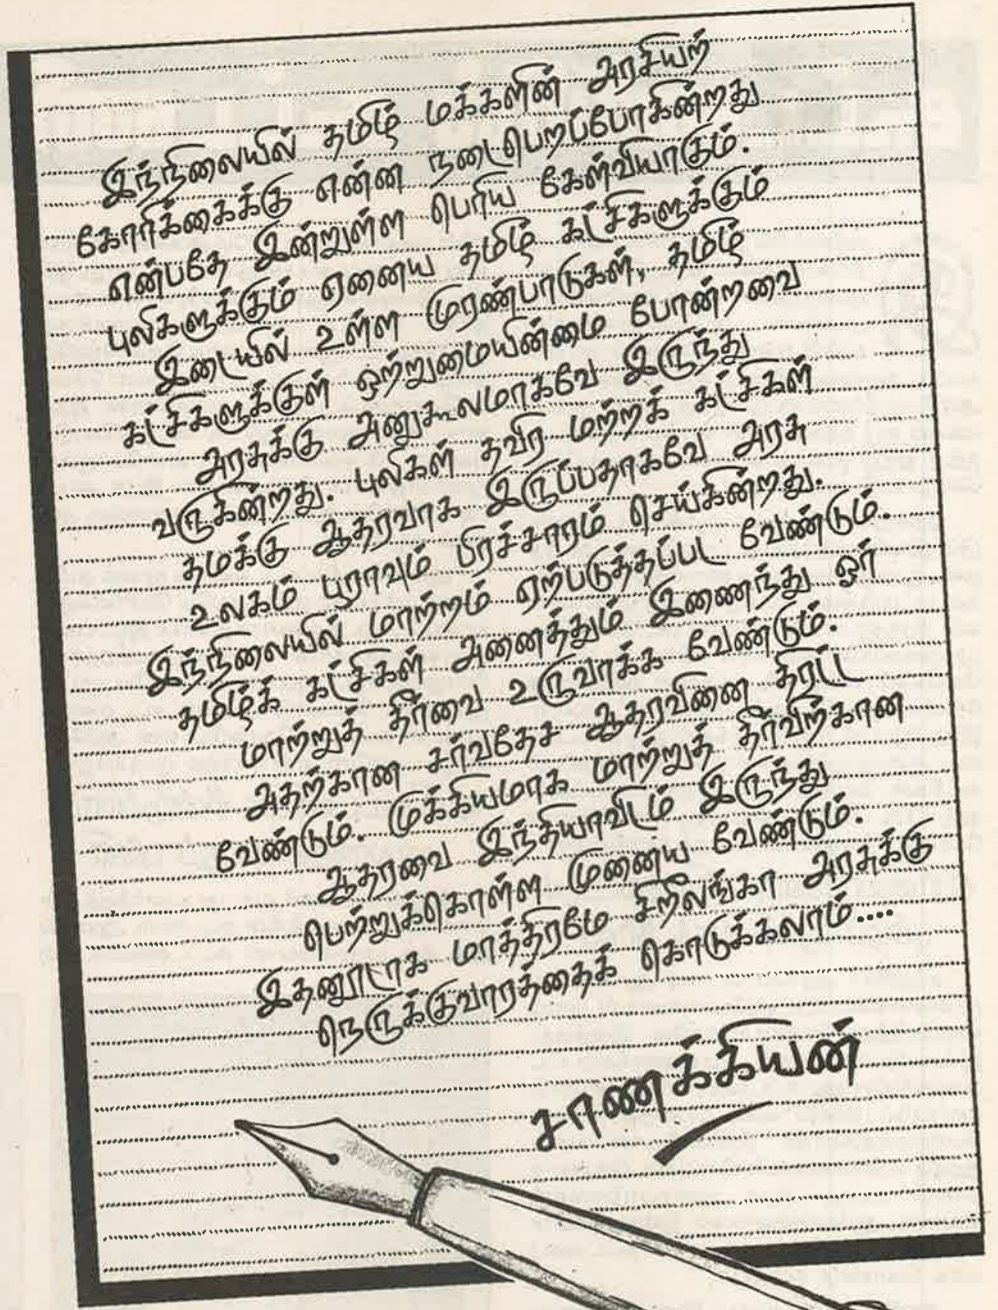 இந்நிலையில் தமிழ் மக்களின் அரசியற்
கோரிக்கைக்கு என்ன நடைபெறப்போகின்றது
என்பதே இன்றுள்ள பெரிய கேள்வியாகும்.
புலிகளுக்கும் ஏனைய தமிழ் கட்சிகளுக்கும்
இடையில் உள்ள முரண்பாடுகள், தமிழ்
கட்சிகளுக்குள் ஒற்றுமையின்மை போன்றவை
அரசுக்கு அனுகூலமாகவே இருந்து
வருகின்றது. புலிகள் தவிர மற்றக் கட்சிகள்
தமக்கு ஆதரவாக இருப்பதாகவே அரசு
உலகம் பூராவும் பிரச்சாரம் செய்கின்றது.
இந்நிலையில் மாற்றம் ஏற்படுத்தப்பட வேண்டும்.
தமிழ்க் கட்சிகள் அனைத்தும் இணைந்து ஓர்
மாற்றுத் தீர்வை உருவாக்க வேண்டும்.
அதற்கான சர்வதேச ஆதரவினை திரட்ட
வேண்டும். முக்கியமாக மாற்றுத் தீர்விற்கான
ஆதரவை இந்தியாவிடம் இருந்து
பெற்றுக்கொள்ள முனைய வேண்டும்.
இதனூடாக மாத்திரமே சிறீலங்கா அரசுக்கு
நெருக்குவாரத்தைக் கொடுக்கலாம்....
சாணக்கியன்